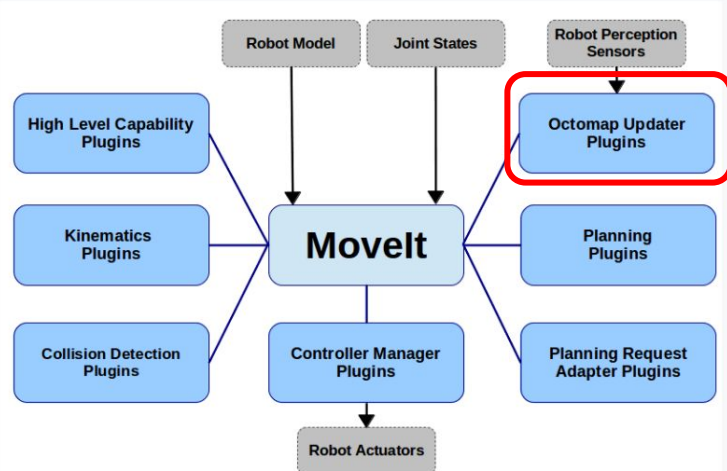 Robot Model
Joint States
Robot Perception
Sensors
High Level Capability
Plugins
Octomap Updater
Plugins
Kinematics
Plugins
MoveIt
Planning
Plugins
Collision Detection
Plugins
Controller Manager
Plugins
Planning Request
Adapter Plugins
Robot Actuators